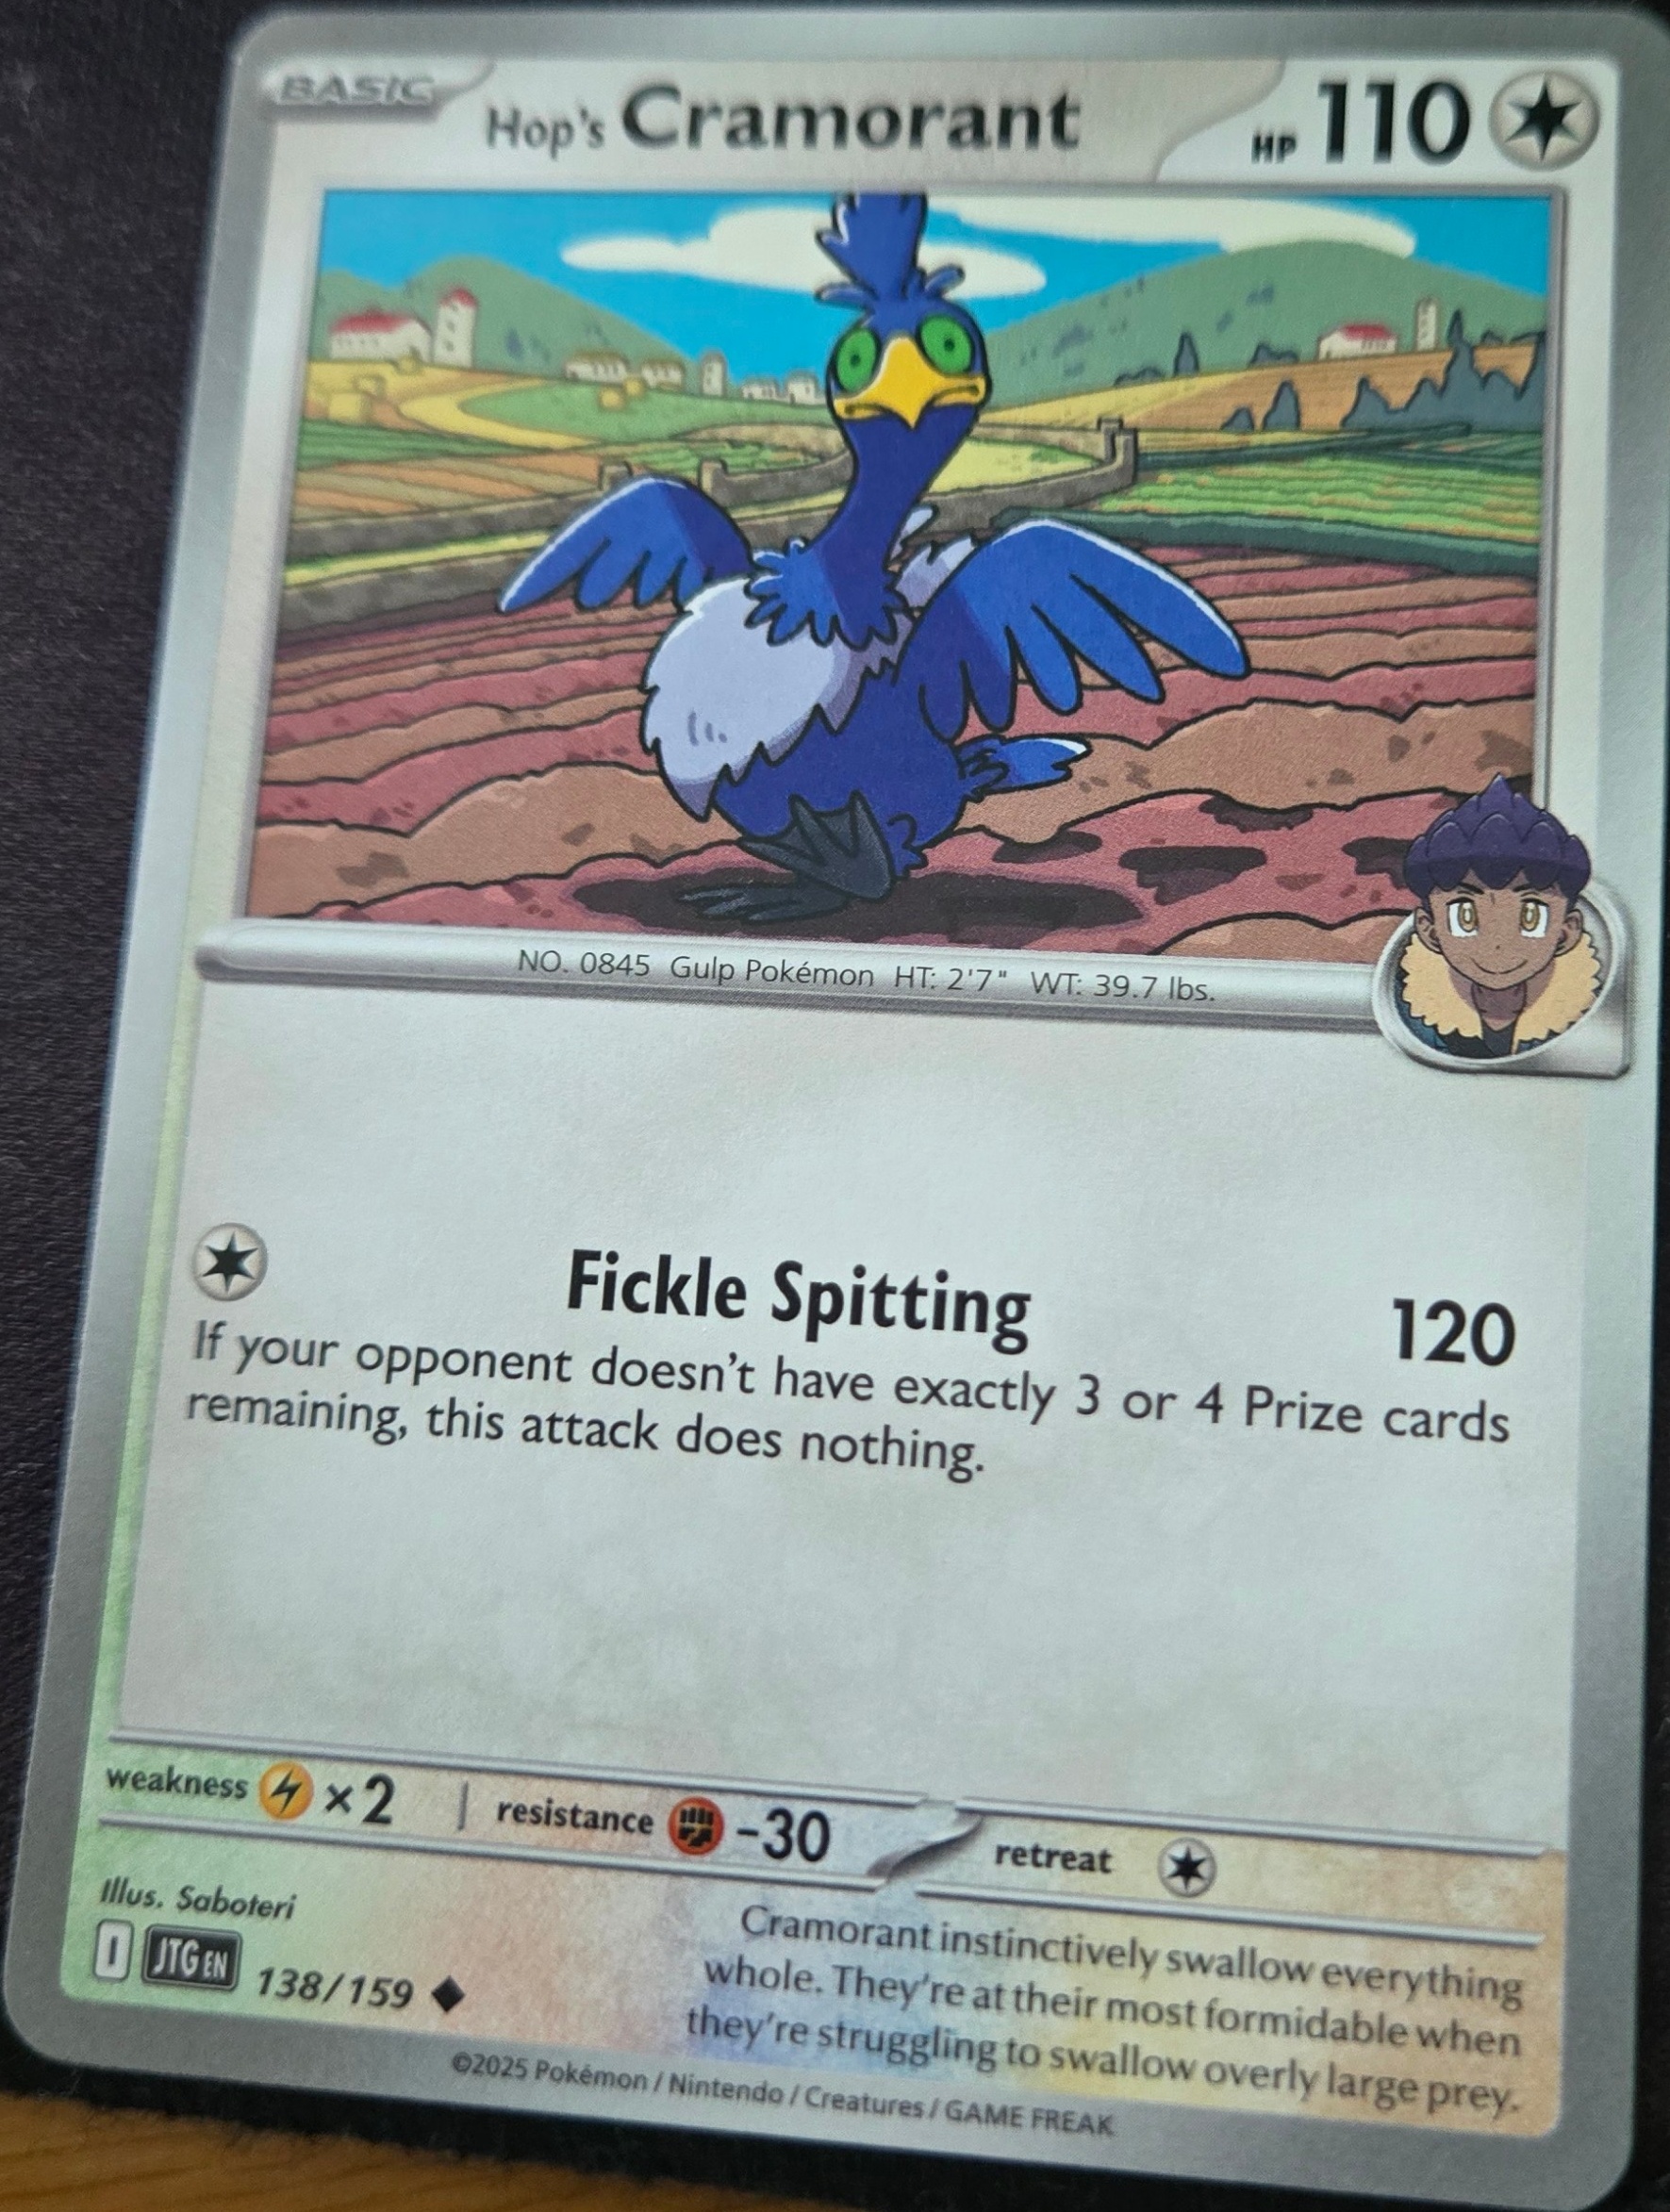 BASIC
Hop's Cramorant HP 110
NO. 0845 Gulp Pokémon HT: 2'7" WT: 39.7 lbs.
Fickle Spitting 120
If your opponent doesn't have exactly 3 or 4 Prize cards
remaining, this attack does nothing.
weakness ×2 resistance -30 retreat
Illus. Saboteri
I JTG EN 138/159
Cramorant instinctively swallow everything
whole. They're at their most formidable when
they're struggling to swallow overly large prey.
©2025 Pokémon / Nintendo / Creatures / GAME FREAK